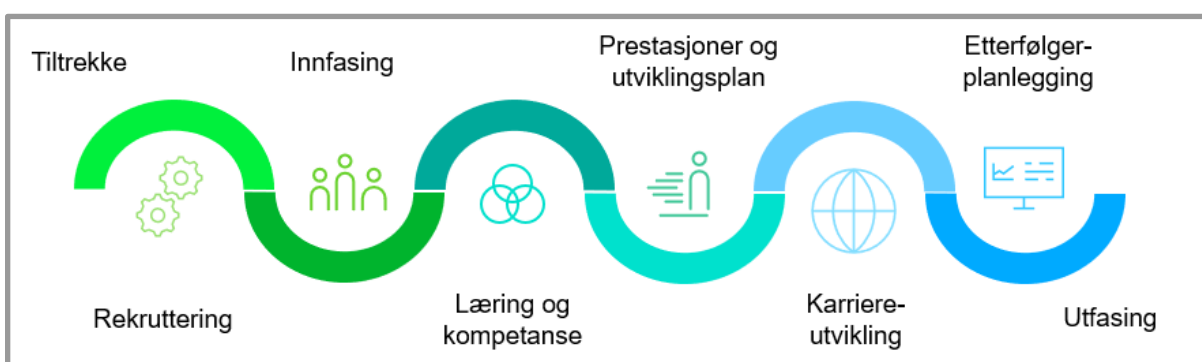 Tiltrekke
Rekruttering
Innfasing
Læring og
kompetanse
Prestasjoner og
utviklingsplan
Karriere-
utvikling
Etterfølger-
planlegging
Utfasing